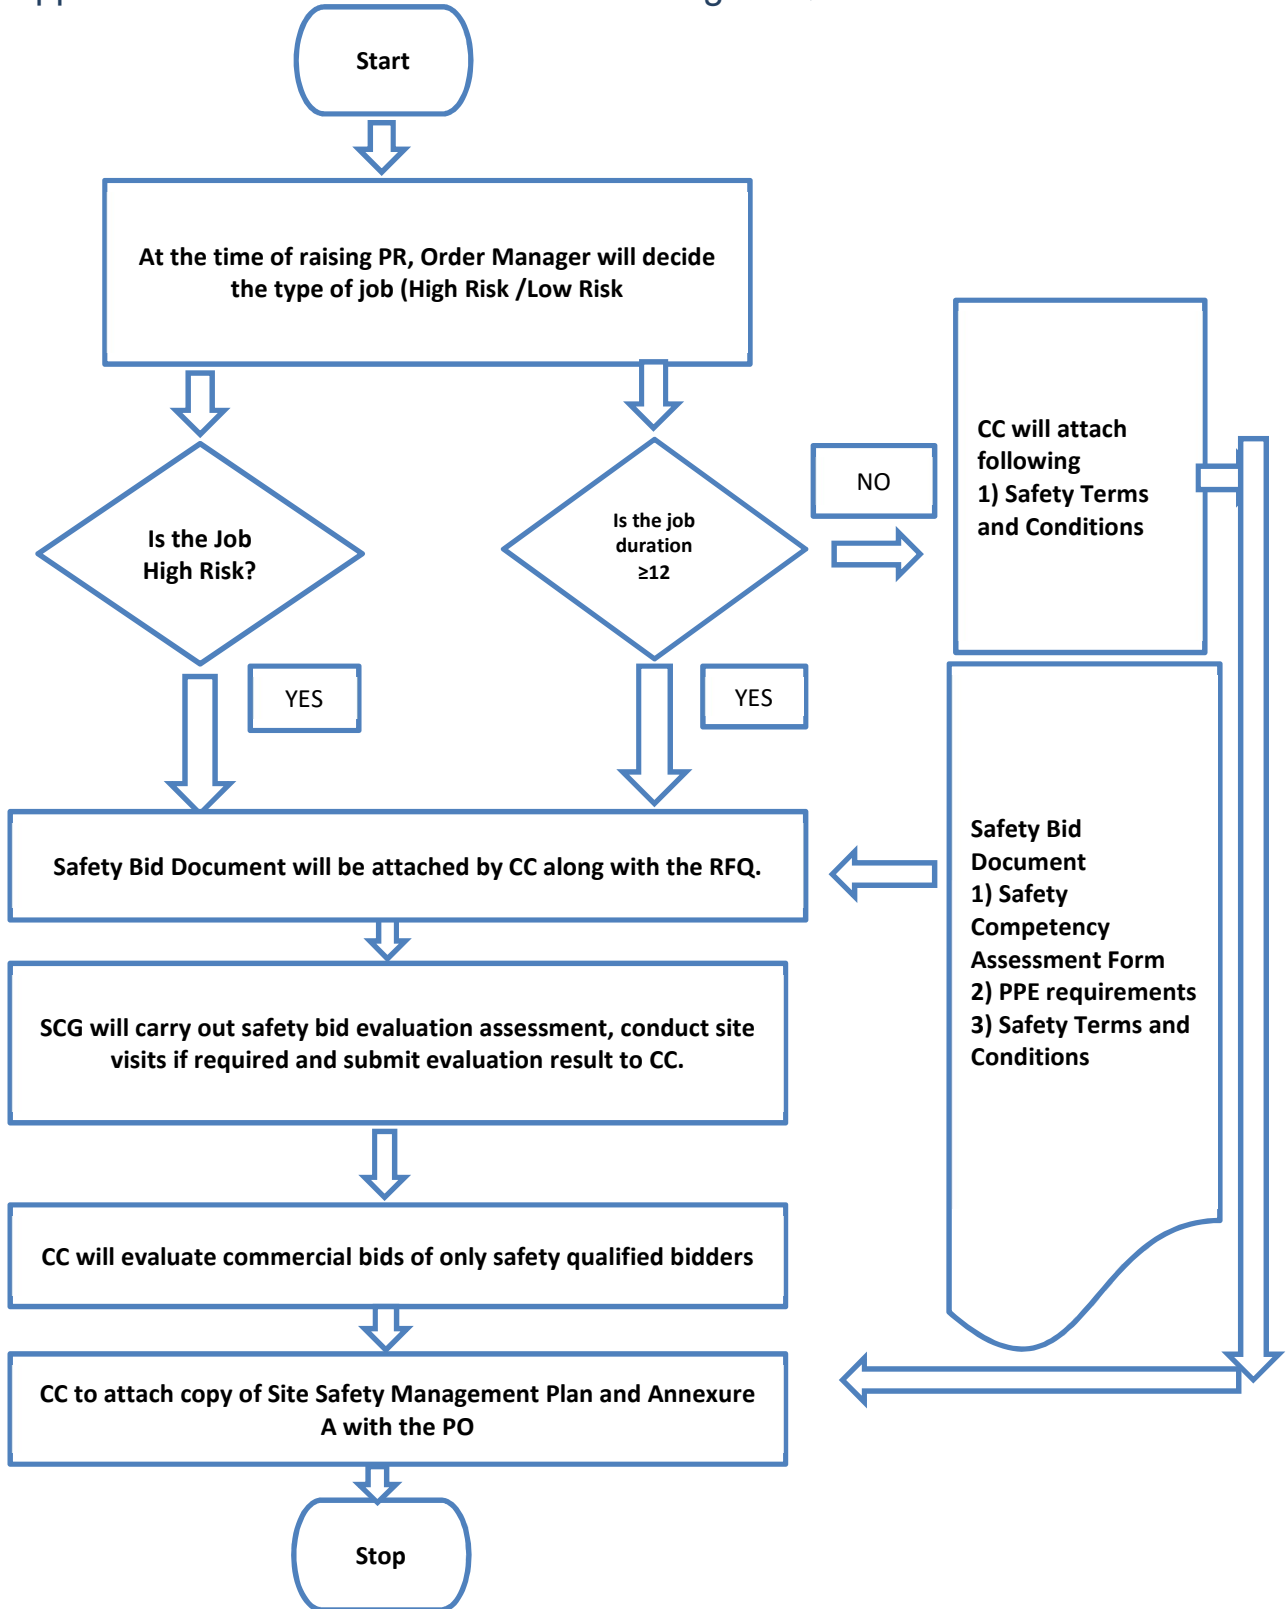 Start
At the time of raising PR, Order Manager will decide
the type of job (High Risk /Low Risk
Is the Job
High Risk?
Is the job
duration
≥12
NO
CC will attach
following
1) Safety Terms
and Conditions
YES
YES
Safety Bid Document will be attached by CC along with the RFQ.
Safety Bid
Document
1) Safety
Competency
Assessment Form
2) PPE requirements
3) Safety Terms and
Conditions
SCG will carry out safety bid evaluation assessment, conduct site
visits if required and submit evaluation result to CC.
CC will evaluate commercial bids of only safety qualified bidders
CC to attach copy of Site Safety Management Plan and Annexure
A with the PO
Stop